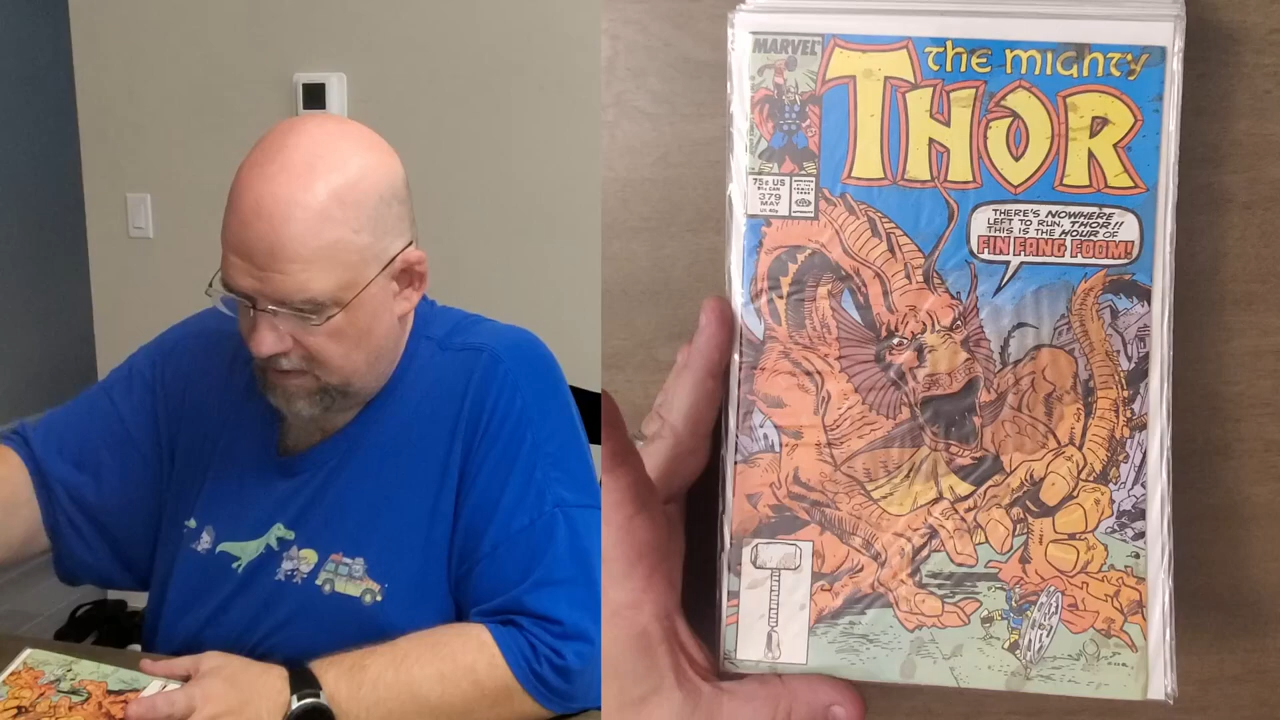 MARVEL
the mighty
THOR
75¢ US
379
MAY
THERE'S NOWHERE
LEFT TO RUN, THOR!!
THIS IS THE HOUR OF
FIN FANG FOOM!